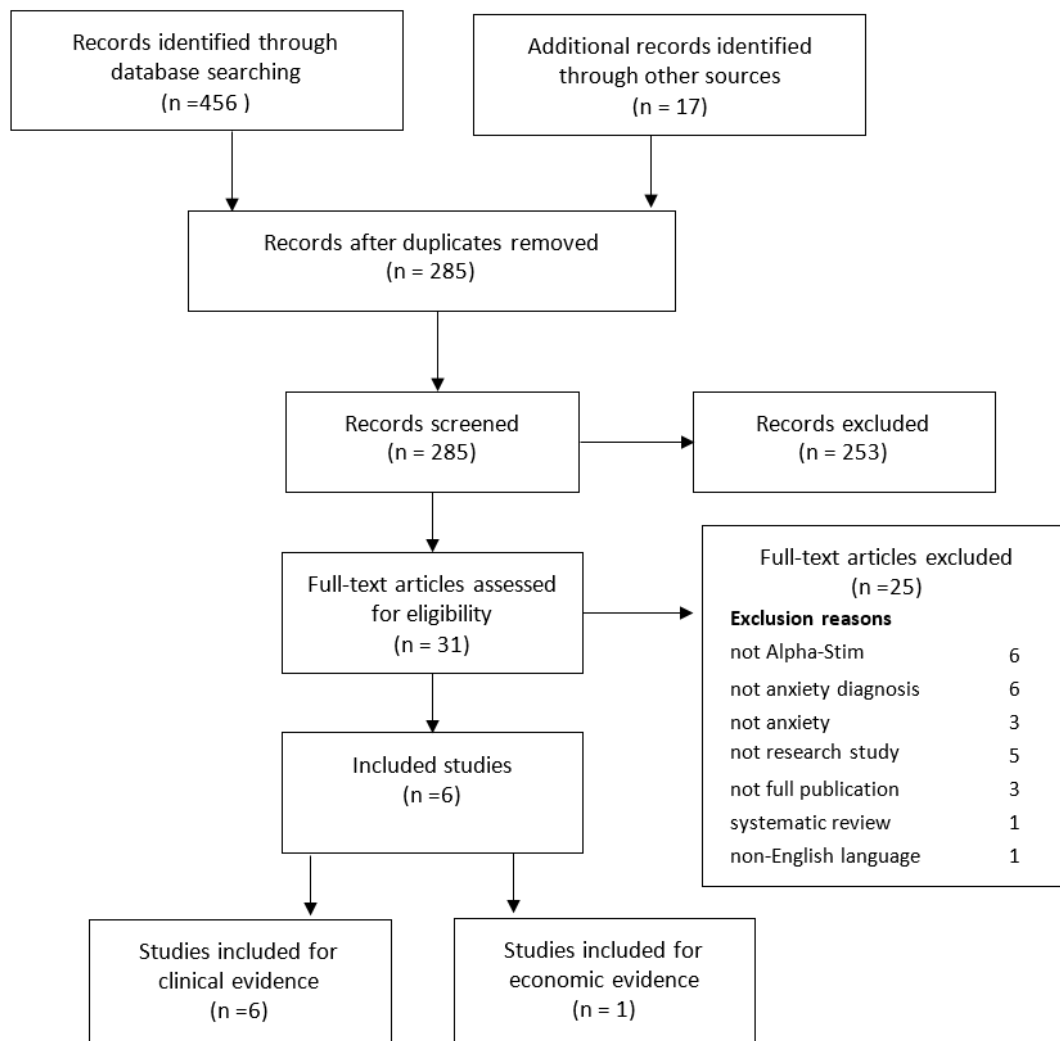 Records identified through
database searching
(n =456 )
Additional records identified
through other sources
(n = 17)
Records after duplicates removed
(n = 285)
Records screened
(n = 285)
Records excluded
(n = 253)
Full-text articles assessed
for eligibility
(n = 31)
Full-text articles excluded
(n =25)
Exclusion reasons
not Alpha-Stim 6
not anxiety diagnosis 6
not anxiety 3
not research study 5
not full publication 3
systematic review 1
non-English language 1
Included studies
(n =6)
Studies included for
clinical evidence
(n =6)
Studies included for
economic evidence
(n = 1)